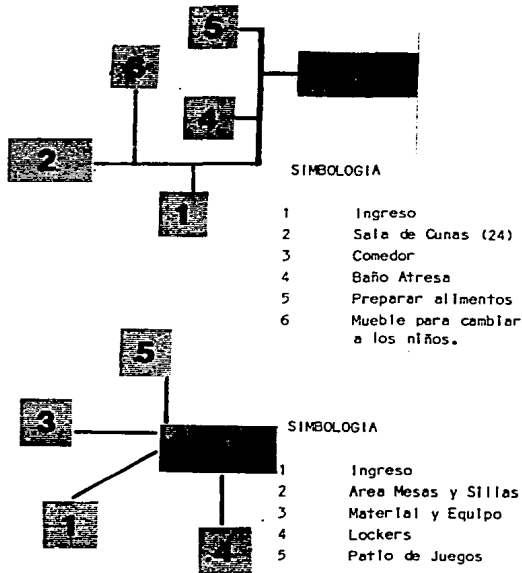 5
6
4
2
1
SIMBOLOGIA
1 Ingreso
2 Sala de Cunas (24)
3 Comedor
4 Baño Atresa
5 Preparar alimentos
6 Mueble para cambiar
a los niños.
5
3
1
4
SIMBOLOGIA
1 Ingreso
2 Area Mesas y Sillas
3 Material y Equipo
4 Lockers
5 Patio de Juegos